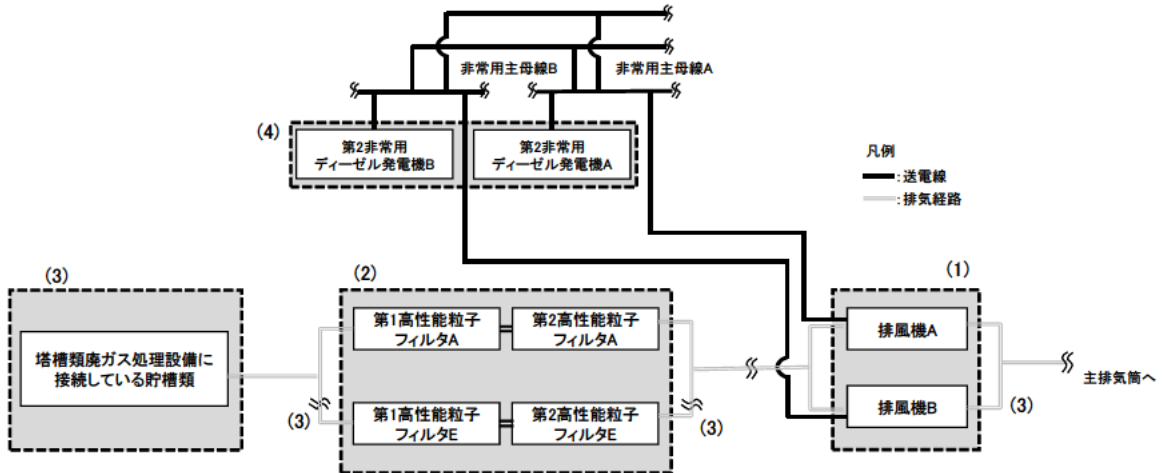 非常用主母線B
非常用主母線A
(4)
第2非常用
ディーゼル発電機B
第2非常用
ディーゼル発電機A
凡例
:送電線
:排気経路
(3)
(2)
(1)
塔槽類廃ガス処理設備に
接続している貯槽類
第1高性能粒子
フィルタA
第2高性能粒子
フィルタA
(3)
第1高性能粒子
フィルタE
第2高性能粒子
フィルタE
(3)
排風機A
排風機B
(3)
主排気筒へ